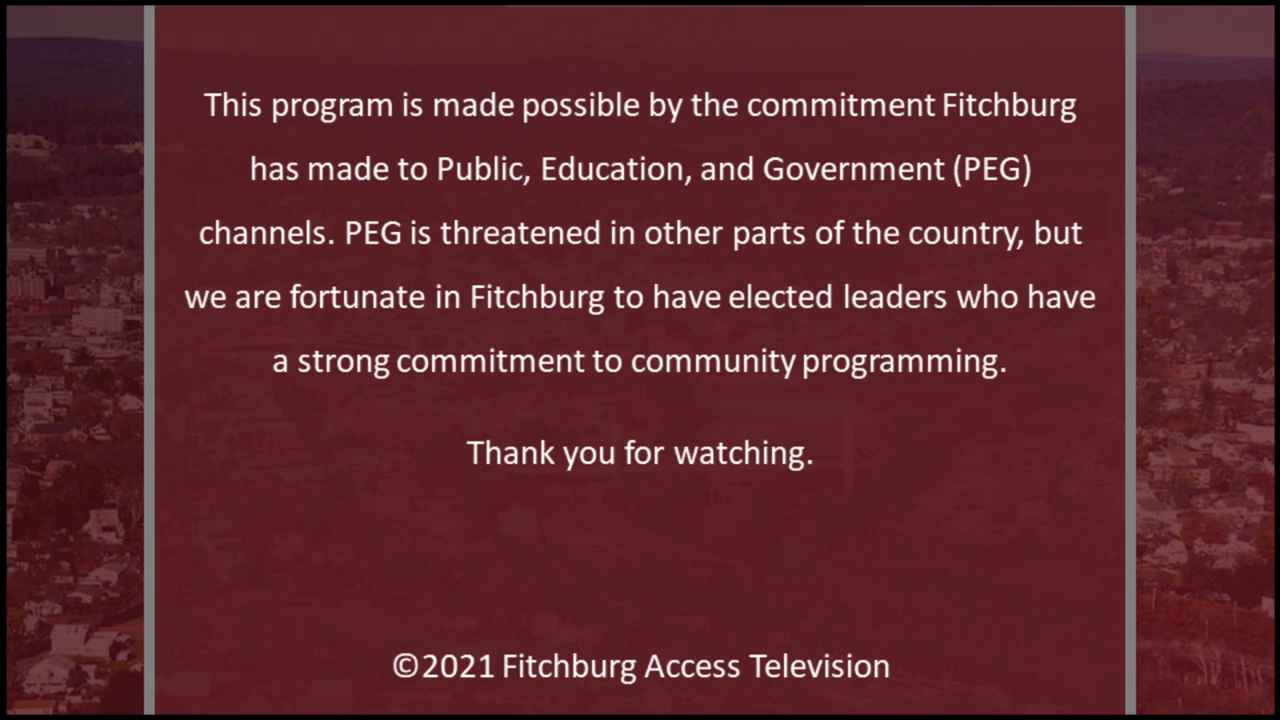 This program is made possible by the commitment Fitchburg
has made to Public, Education, and Government (PEG)
channels. PEG is threatened in other parts of the country, but
we are fortunate in Fitchburg to have elected leaders who have
a strong commitment to community programming.
Thank you for watching.
©2021 Fitchburg Access Television